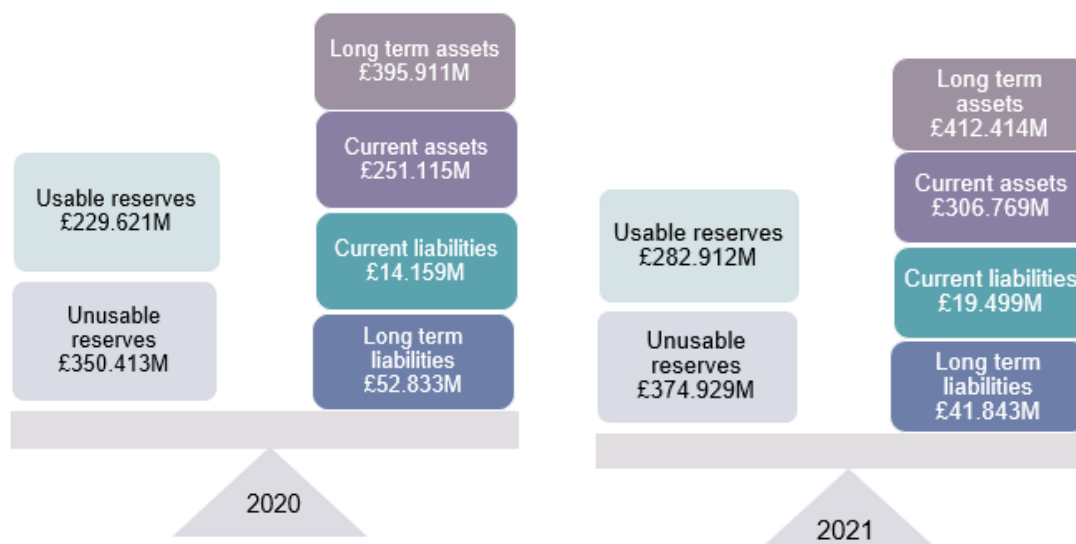 Long term assets
£395.911M
Current assets
£251.115M
Usable reserves
£229.621M
Current liabilities
£14.159M
Unusable
reserves
£350.413M
Long term
liabilities
£52.833M
2020
Long term
assets
£412.414M
Current assets
£306.769M
Usable reserves
£282.912M
Current liabilities
£19.499M
Unusable
reserves
£374.929M
Long term
liabilities
£41.843M
2021